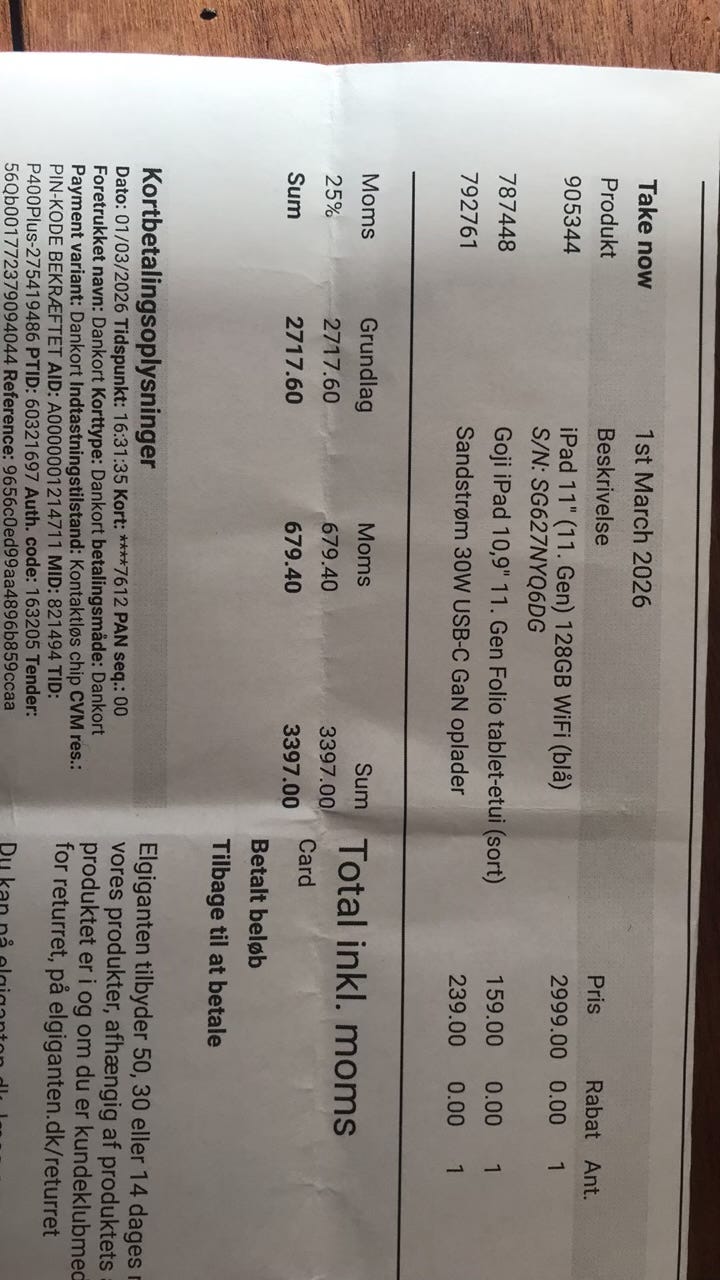 Take now 1st March 2026
Produkt Beskrivelse Pris Rabat Ant.
905344 iPad 11" (11. Gen) 128GB WiFi (blå) 2999.00 0.00 1
S/N: SG627NYQ6DG
787448 Goji iPad 10,9" 11. Gen Folio tablet-etui (sort) 159.00 0.00 1
792761 Sandstrøm 30W USB-C GaN oplader 239.00 0.00 1
Moms Grundlag Moms Sum
25% 2717.60 679.40 3397.00
Sum 2717.60 679.40 3397.00
Total inkl. moms
Card
Betalt beløb
Tilbage til at betale
Kortbetalingsoplysninger
Dato: 01/03/2026 Tidspunkt: 16:31:35 Kort: ****7612 PAN seq.: 00
Foretrukket navn: Dankort Korttype: Dankort betalingsmåde: Dankort
Payment variant: Dankort Indtastningstilstand: Kontaktløs chip CVM res.:
PIN-KODE BEKRÆFTET AID: A0000001214711 MID: 821494 TID:
P400Plus-275419486 PTID: 60321697 Auth. code: 163205 Tender:
56Qb001772379094044 Reference: 9656c0ed99aa4896b859ccaa
Elgiganten tilbyder 50, 30 eller 14 dages
vores produkter, afhængig af produktets
produktet er i og om du er kundeklubmed
for returret, på elgiganten.dk/returret
Du kan på elgiganten.dk